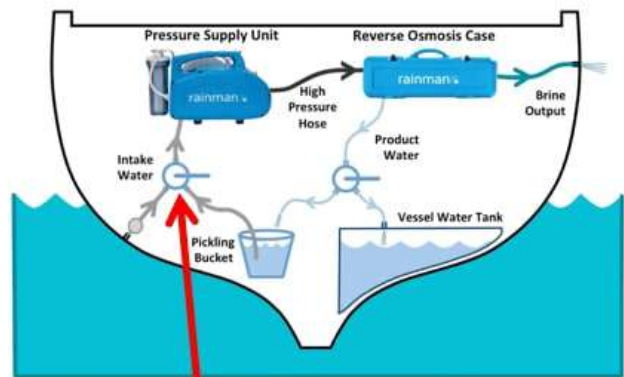 Pressure Supply Unit
Reverse Osmosis Case
rainman
rainman
High
Pressure
Hose
Brine
Output
Intake
Water
Product
Water
Vessel Water Tank
Pickling
Bucket